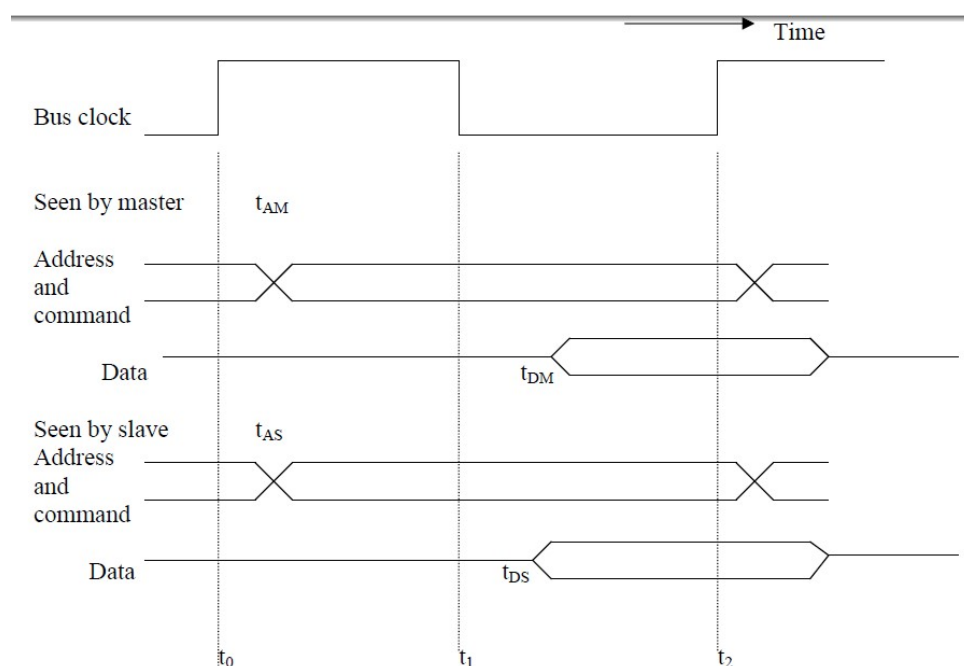 Time
Bus clock
Seen by master
tAM
Address
and
command
Data
tDM
Seen by slave
tAS
Address
and
command
Data
tDS
t0
t1
t2